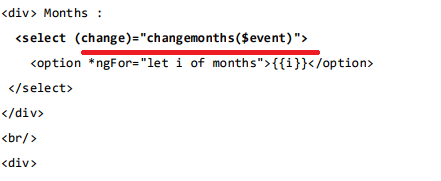 <div> Months :
<select (change)="changemonths($event)">
<option *ngFor="let i of months">{{i}}</option>
</select>
</div>
<br/>
<div>